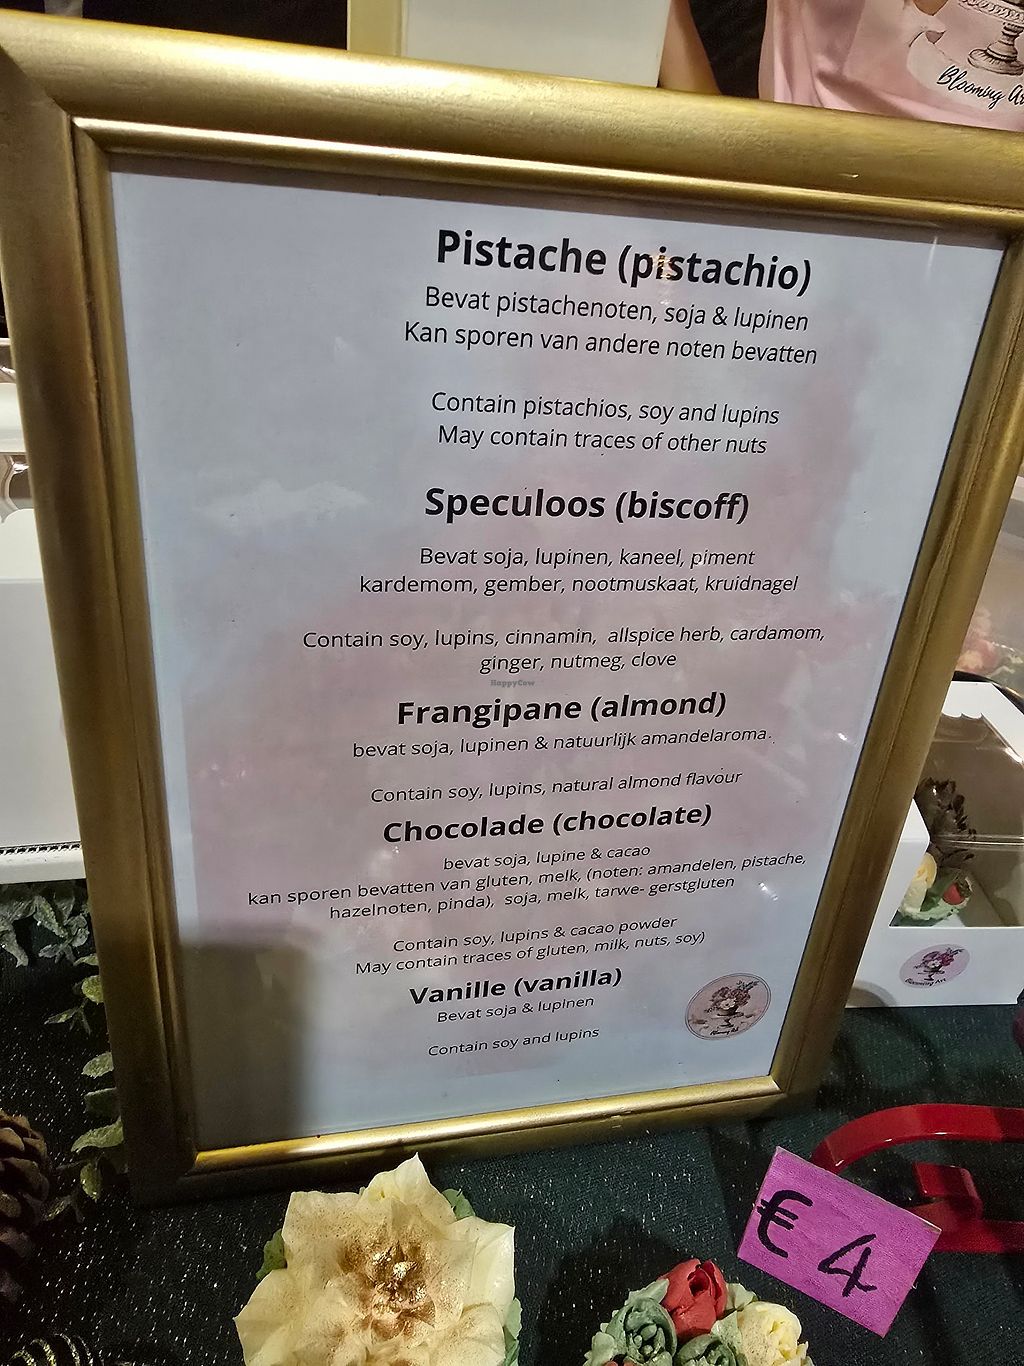 Blooming
Pistache (pistachio)
Bevat pistachenoten, soja & lupinen
Kan sporen van andere noten bevatten
Contain pistachios, soy and lupins
May contain traces of other nuts
Speculoos (biscoff)
Bevat soja, lupinen, kaneel, piment
kardemom, gember, nootmuskaat, kruidnagel
Contain soy, lupins, cinnamin, allspice herb, cardamom,
ginger, nutmeg, clove
HappyCow
Frangipane (almond)
bevat soja, lupinen & natuurlijk amandelaroma.
Contain soy, lupins, natural almond flavour
Chocolade (chocolate)
bevat soja, lupine & cacao
kan sporen bevatten van gluten, melk, (noten: amandelen, pistache,
hazelnoten, pinda), soja, melk, tarwe- gerstgluten
Contain soy, lupins & cacao powder
May contain traces of gluten, milk, nuts, soy)
Vanille (vanilla)
Bevat soja & lupinen
Contain soy and lupins
Blooming Art
€ 4